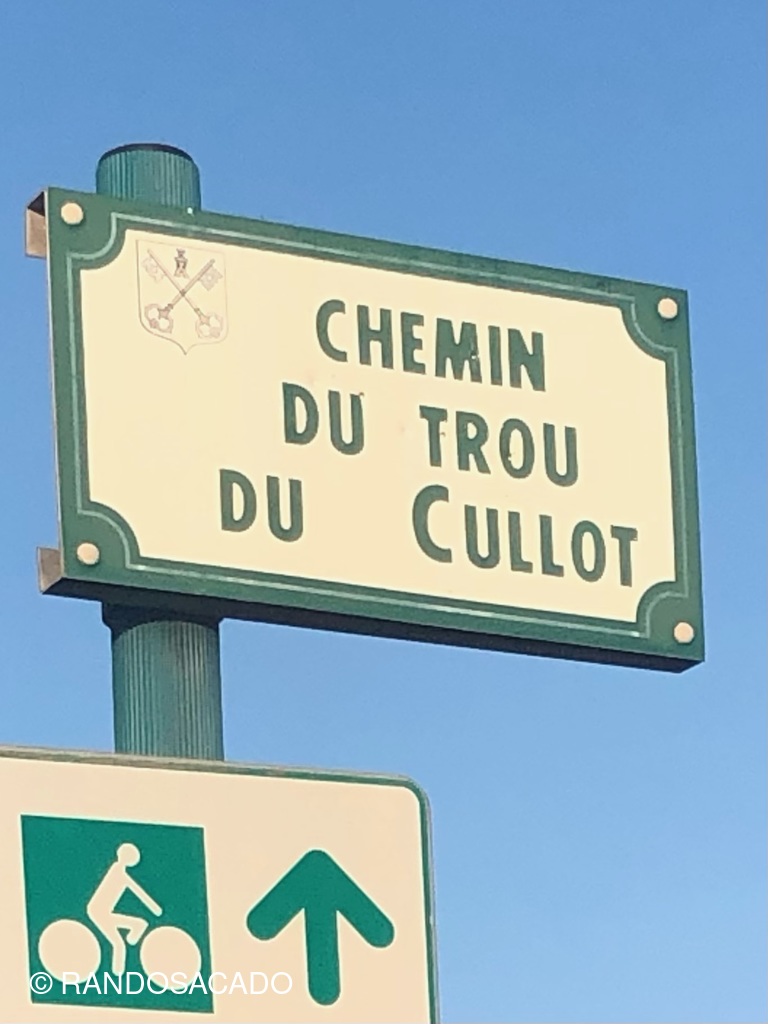 CHEMIN
DU TROU
DU CULLOT
© RANDOSACADO